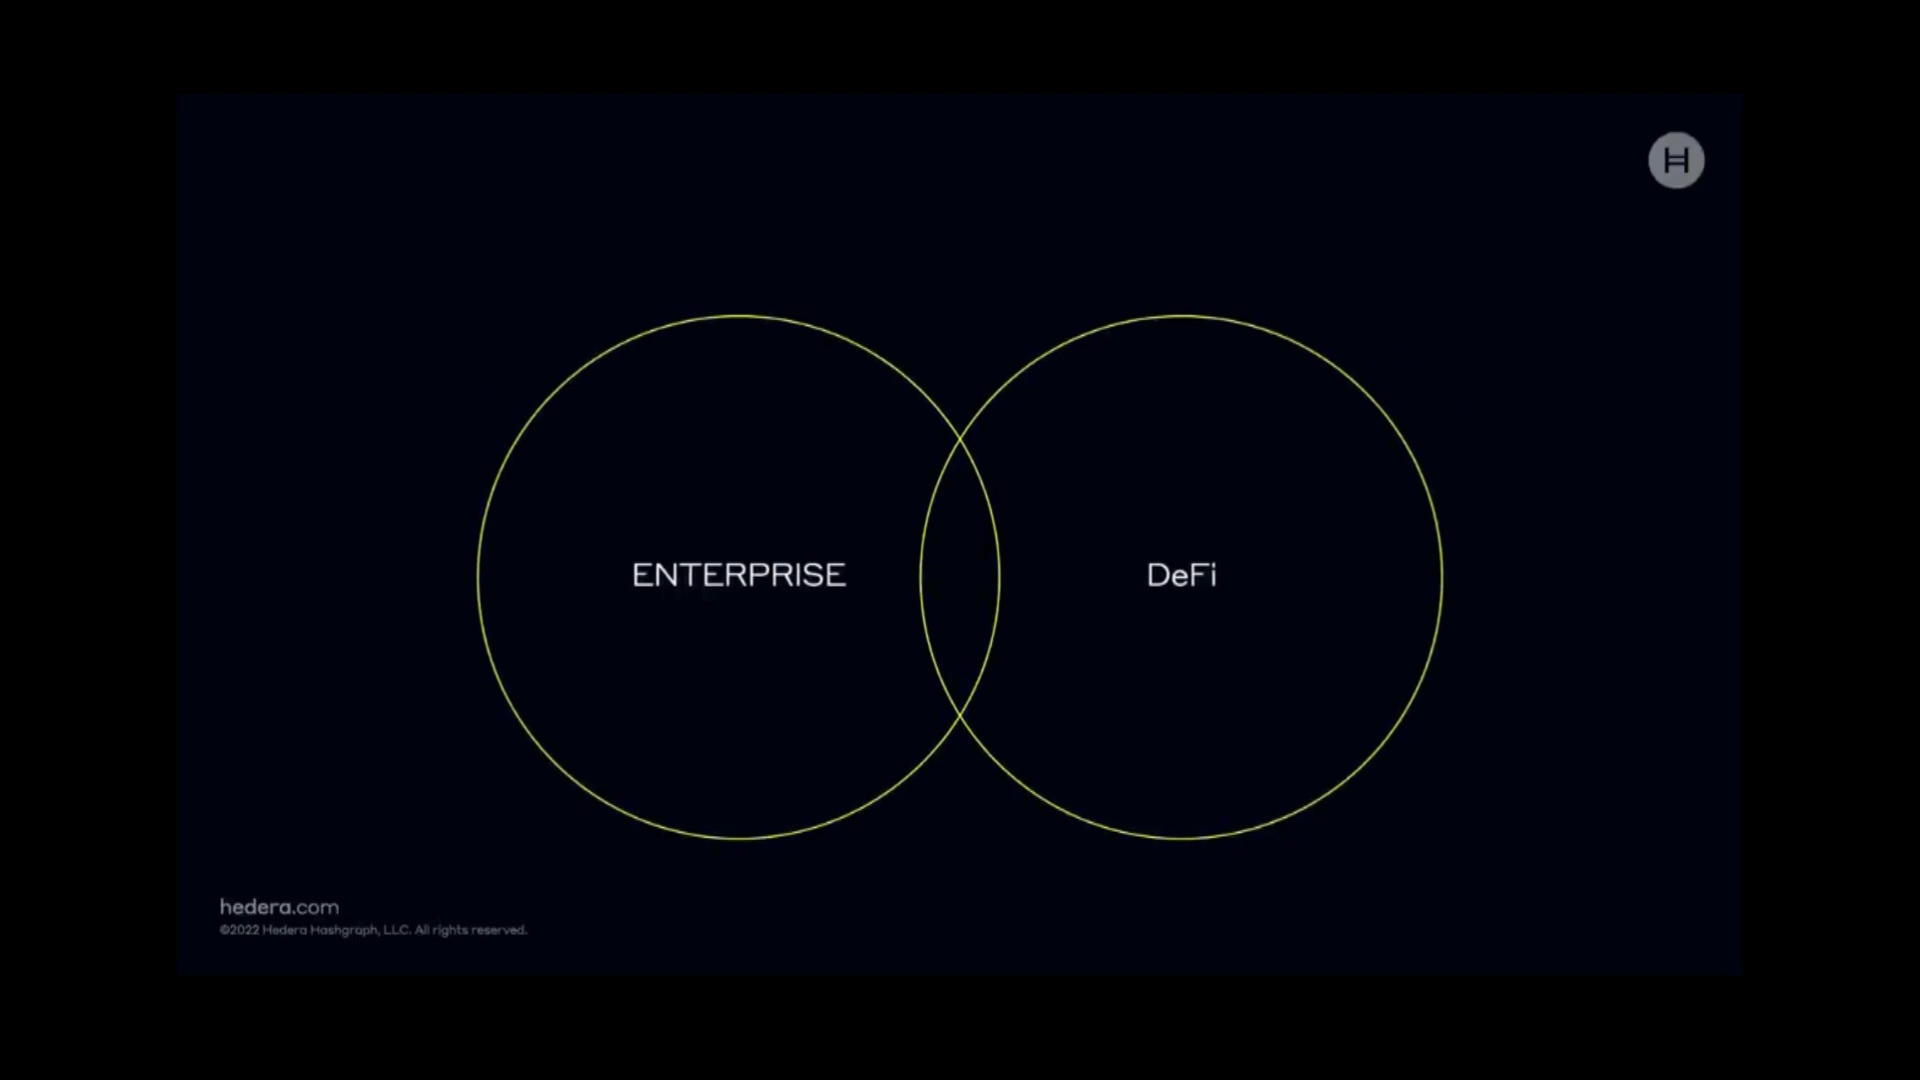 H
ENTERPRISE
DeFi
hedera.com
©2022 Hedera Hashgraph, LLC. All rights reserved.